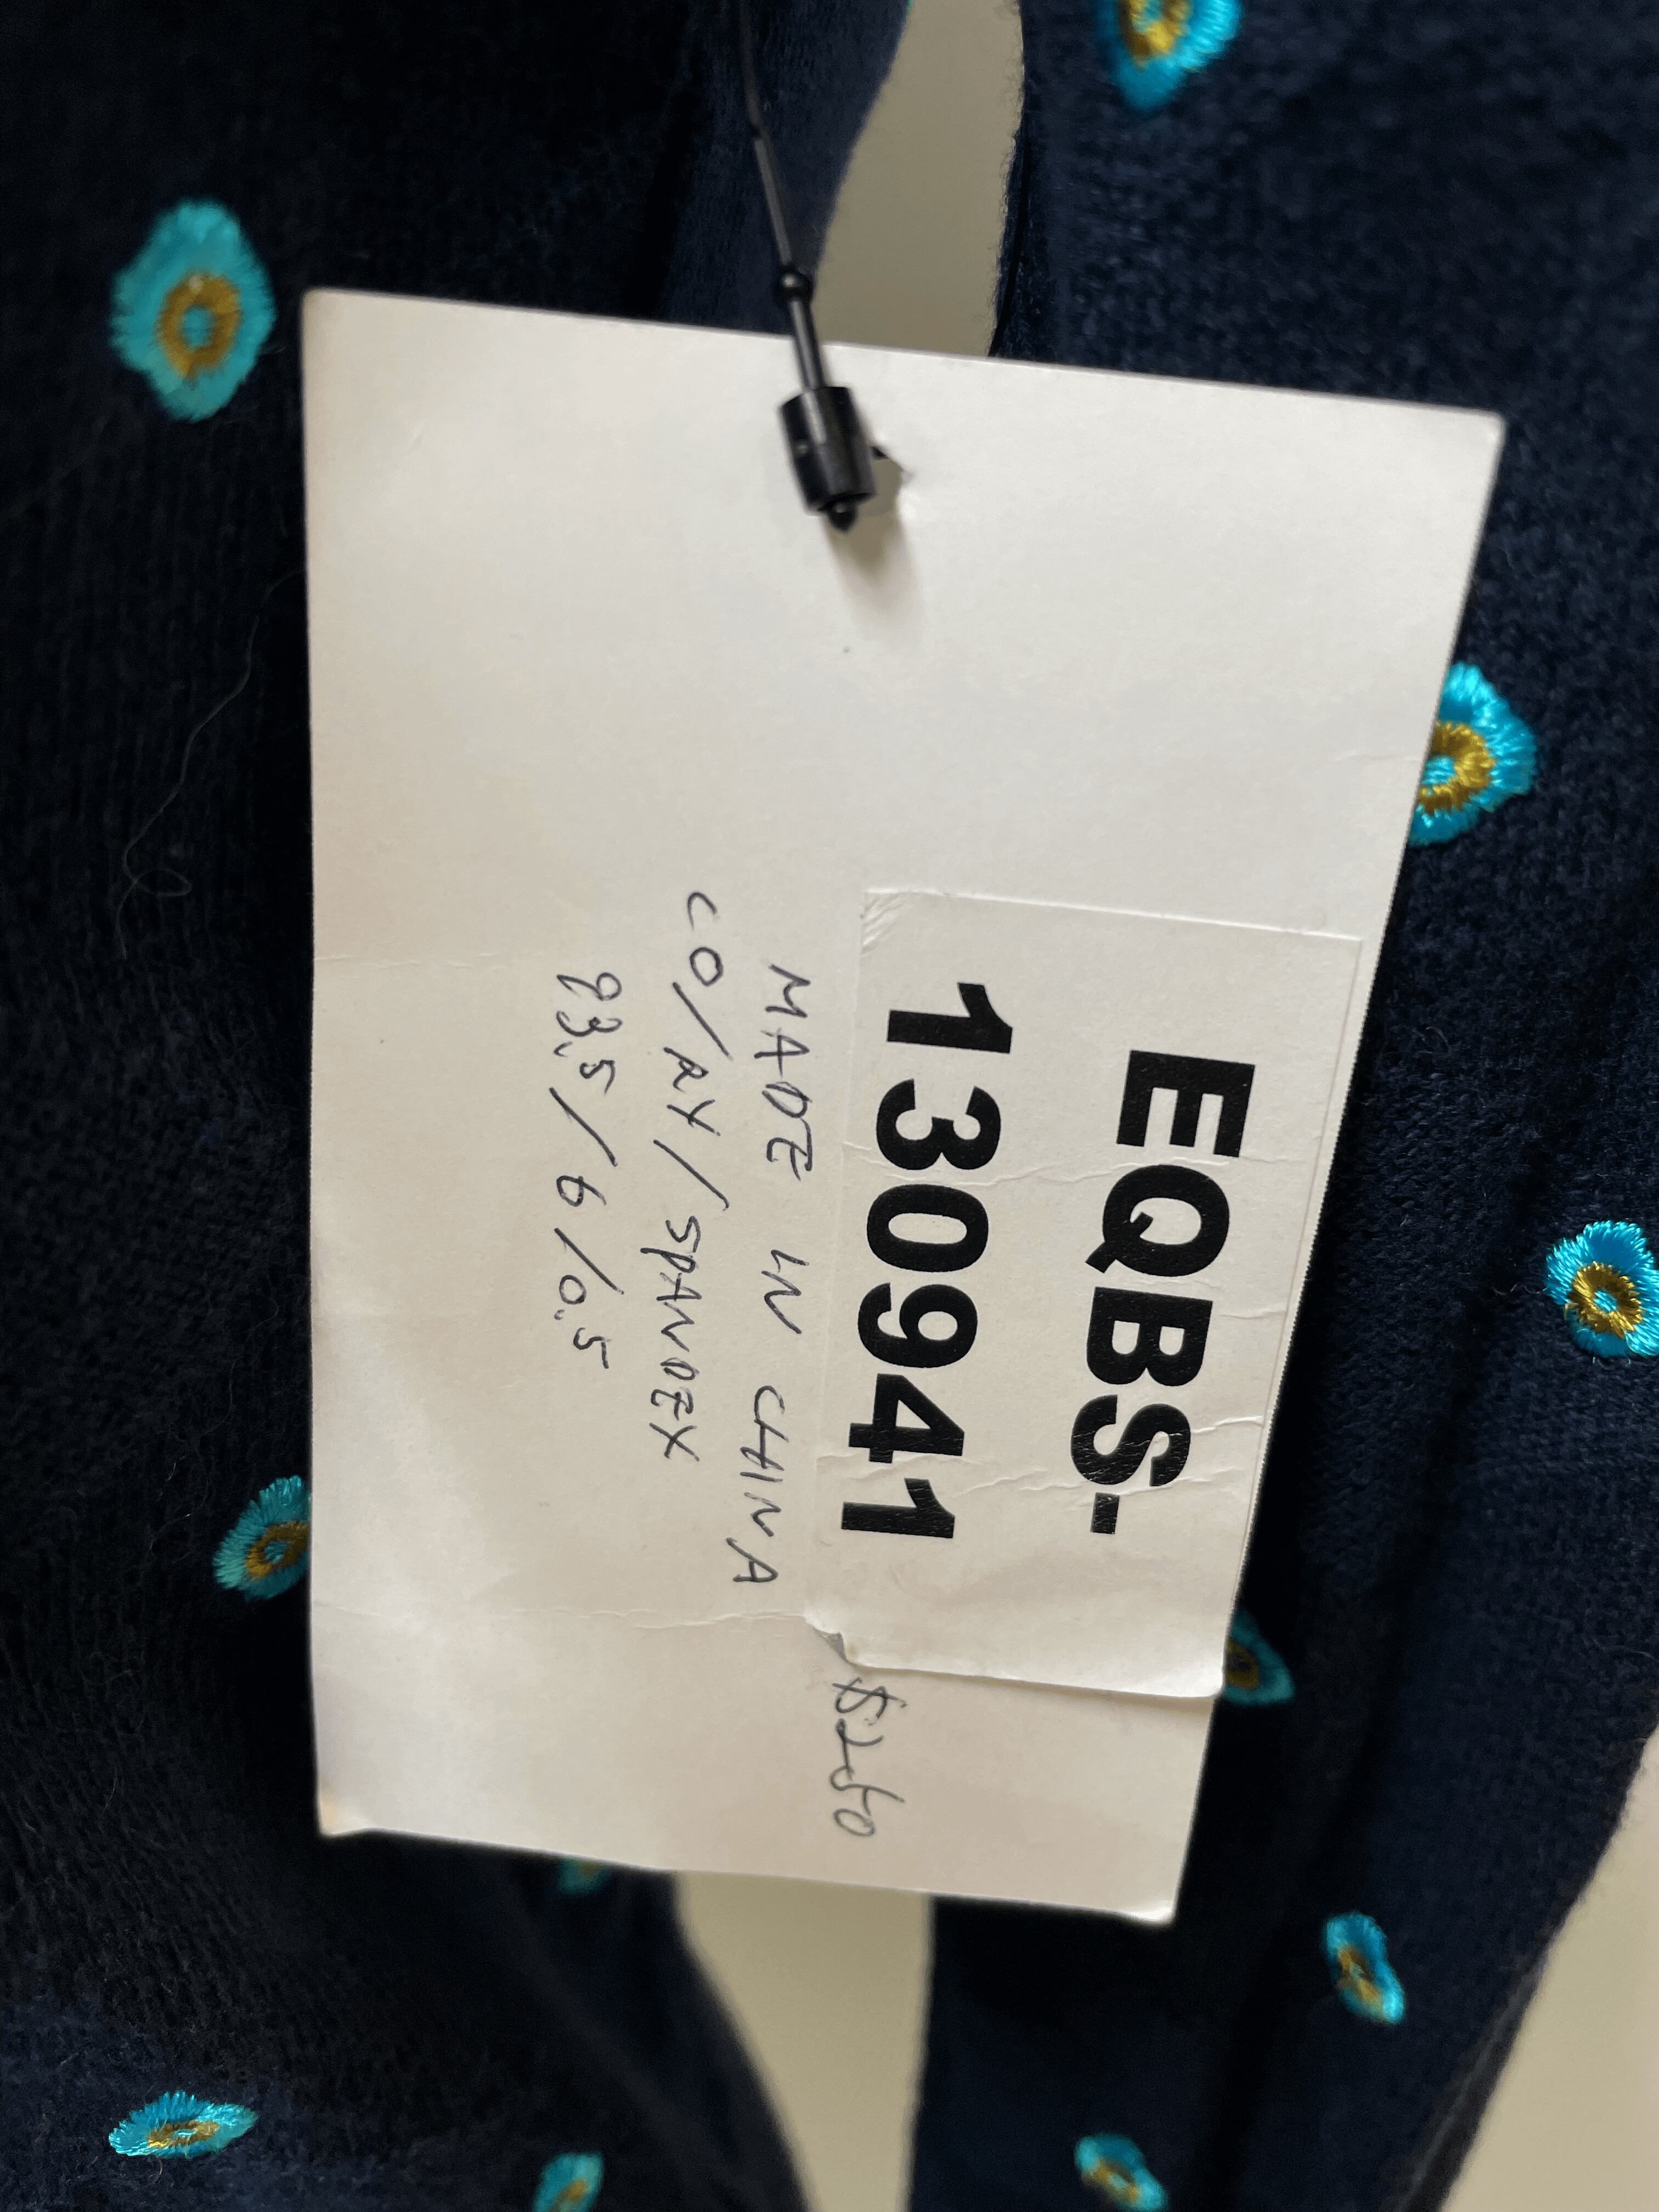 EQBS-
130941
MADE IN CHINA
CO/RY/SPANDEX
93.5/6/0.5